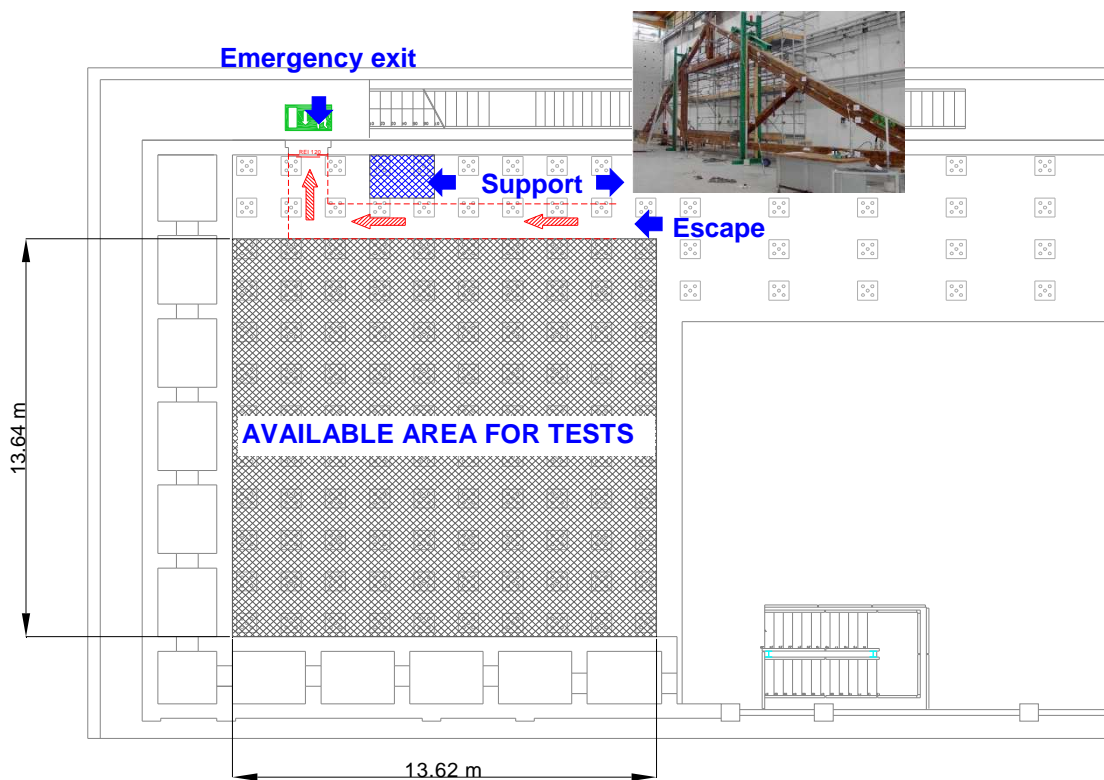 Emergency exit
REI 120
Support
Escape
AVAILABLE AREA FOR TESTS
13.64 m
13.62 m